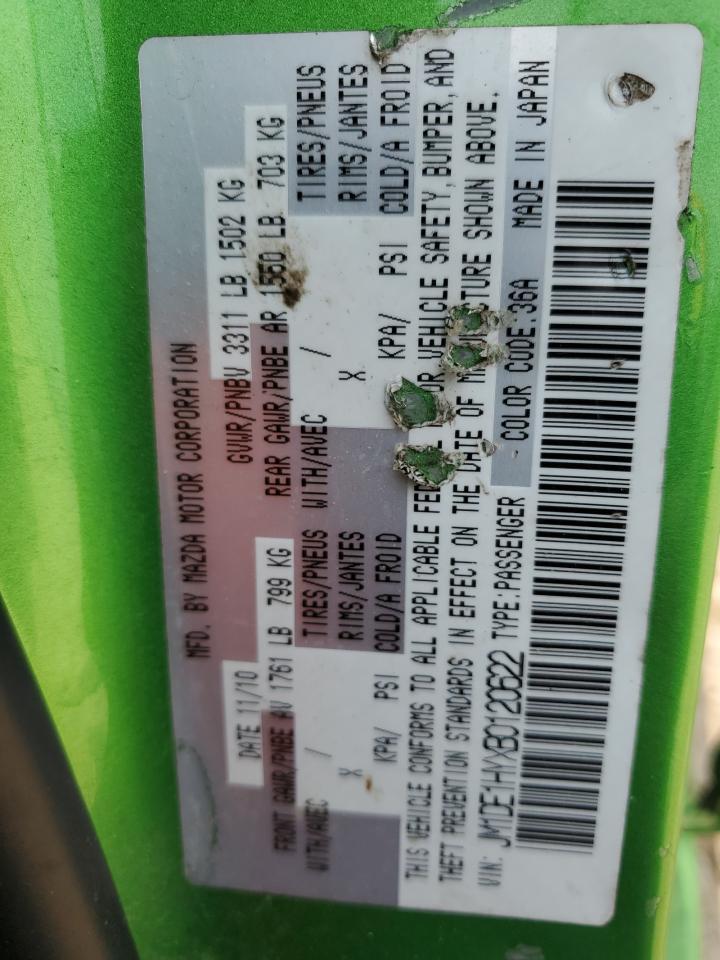 MFD. BY MAZDA MOTOR CORPORATION
DATE 11/10 GVWR/PNBV 3311 LB 1502 KG
FRONT GAWR/PNBE AV 1761 LB 799 KG REAR GAWR/PNBE AR 1550 LB 703 KG
WITH/AVEC / TIRES/PNEUS WITH/AVEC / TIRES/PNEUS
X RIMS/JANTES X RIMS/JANTES
KPA/ PSI COLD/A FROID KPA/ PSI COLD/A FROID
THIS VEHICLE CONFORMS TO ALL APPLICABLE VEHICLE SAFETY, BUMPER, AND
THEFT PREVENTION STANDARDS IN EFFECT ON THE DATE OF SHOWN ABOVE.
VIN: JM1DE1HYXB0120622 TYPE:PASSENGER COLOR CODE:36A MADE IN JAPAN